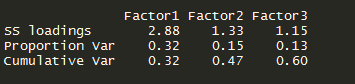 Factor1 Factor2 Factor3
SS loadings 2.88 1.33 1.15
Proportion Var 0.32 0.15 0.13
Cumulative Var 0.32 0.47 0.60